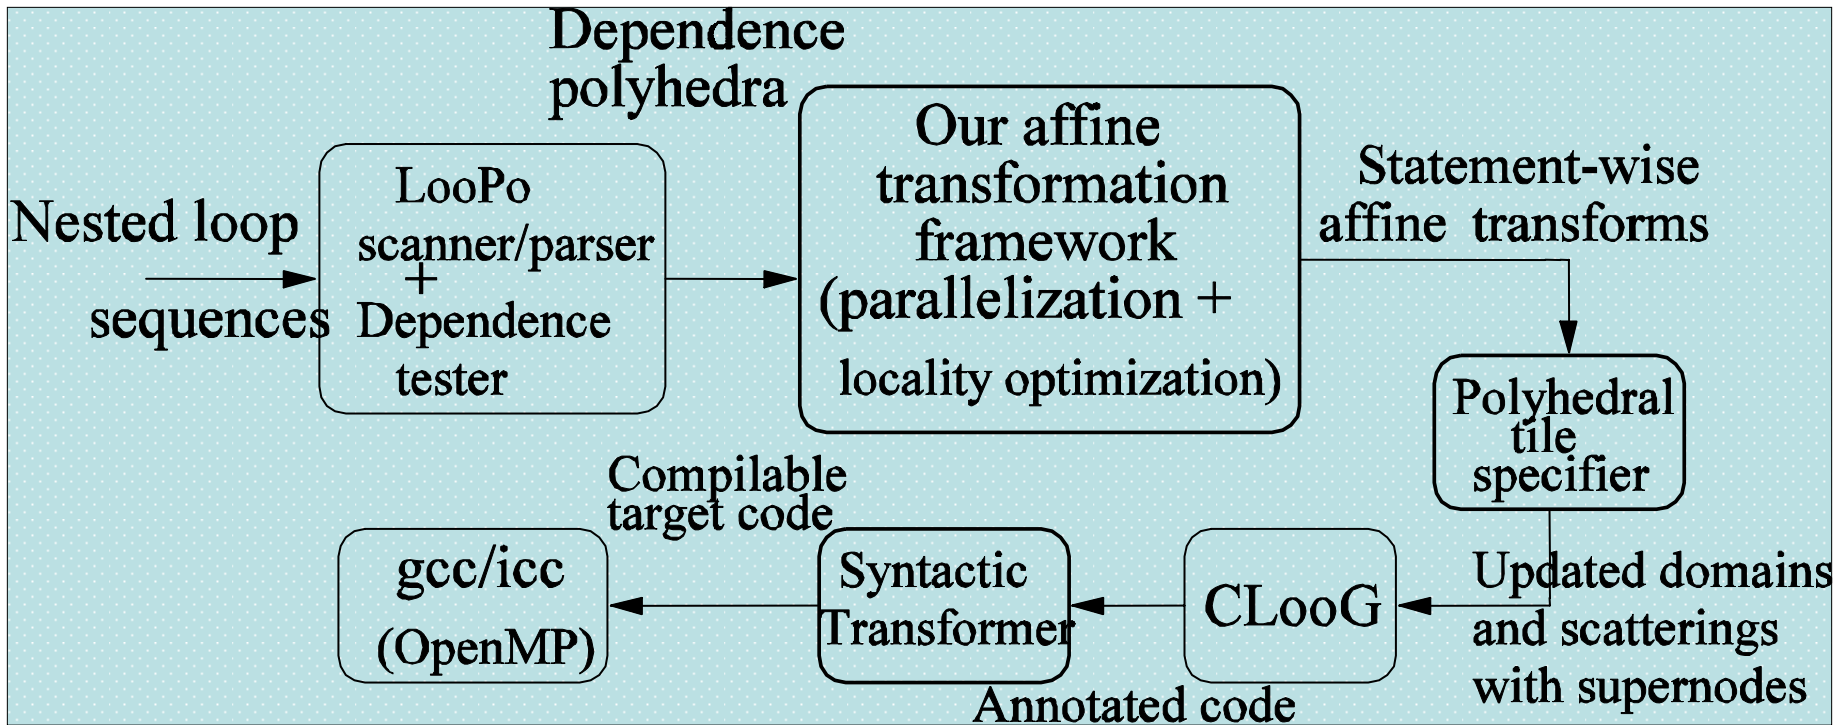 Dependence
polyhedra
Nested loop
sequences
LooPo
scanner/parser
+
Dependence
tester
Our affine
transformation
framework
(parallelization +
locality optimization)
Statement-wise
affine transforms
Polyhedral
tile
specifier
Updated domains
and scatterings
with supernodes
CLooG
Annotated code
Syntactic
Transformer
Compilable
target code
gcc/icc
(OpenMP)